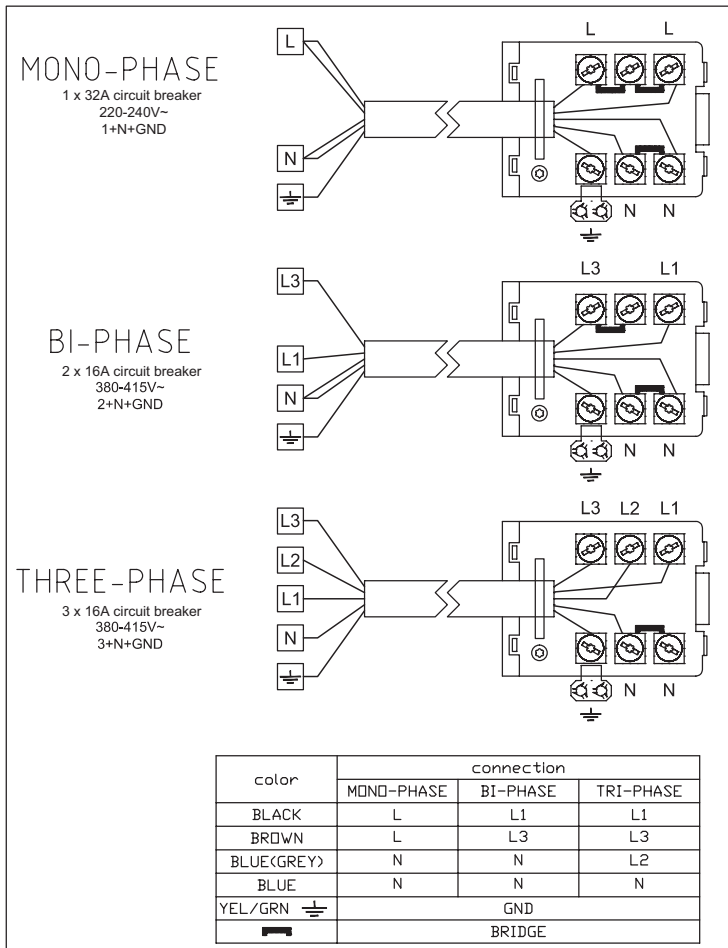 L L L
MONO-PHASE
1 x 32A circuit breaker
220-240V~
1+N+GND
N
N N
L3 L3 L1
BI-PHASE
2 x 16A circuit breaker
380-415V~
2+N+GND
L1
N
N N
L3 L3 L2 L1
L2
THREE-PHASE
3 x 16A circuit breaker
380-415V~
3+N+GND
L1
N
N N
color connection
MONO-PHASE BI-PHASE TRI-PHASE
BLACK L L1 L1
BROWN L L3 L3
BLUE(GREY) N N L2
BLUE N N N
YEL/GRN GND
BRIDGE